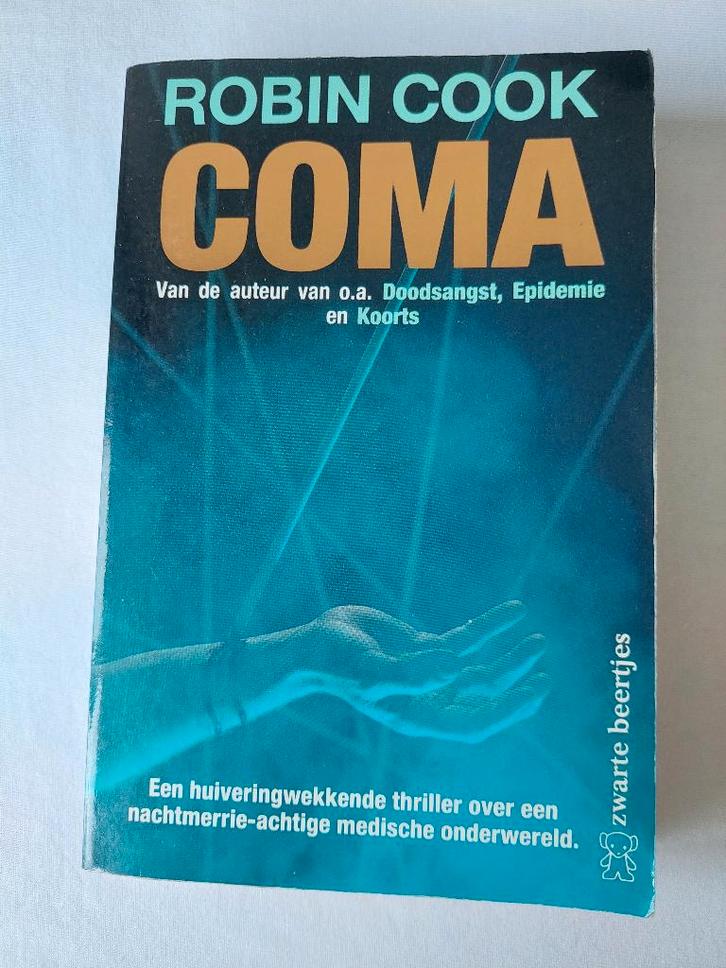 ROBIN COOK
COMA
Van de auteur van o.a. Doodsangst, Epidemie
en Koorts
Een huiveringwekkende thriller over een
nachtmerrie-achtige medische onderwereld.
zwarte beertjes